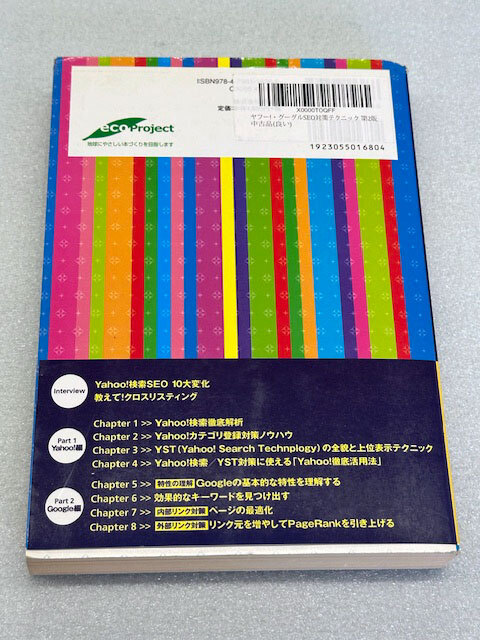 ISBN978-4
X0000TOQFF
定価
ヤフー!・グーグルSEO対策テクニック 第2版
中古品(良い)
eco Project
地球にやさしい本づくりを目指します
1923055016804
Interview
Yahoo!検索SEO 10大変化
教えて!クロスリスティング
Part 1
Yahoo!編
Chapter 1 >> Yahoo!検索徹底解析
Chapter 2 >> Yahoo!カテゴリ登録対策ノウハウ
Chapter 3 >> YST(Yahoo! Search Technplogy)の全貌と上位表示テクニック
Chapter 4 >> Yahoo!検索/YST対策に使える「Yahoo!徹底活用法」
Part 2
Google編
Chapter 5 >> 特性の理解 Googleの基本的な特性を理解する
Chapter 6 >> 効果的なキーワードを見つけ出す
Chapter 7 >> 内部リンク対策 ページの最適化
Chapter 8 >> 外部リンク対策 リンク元を増やしてPageRankを引き上げる